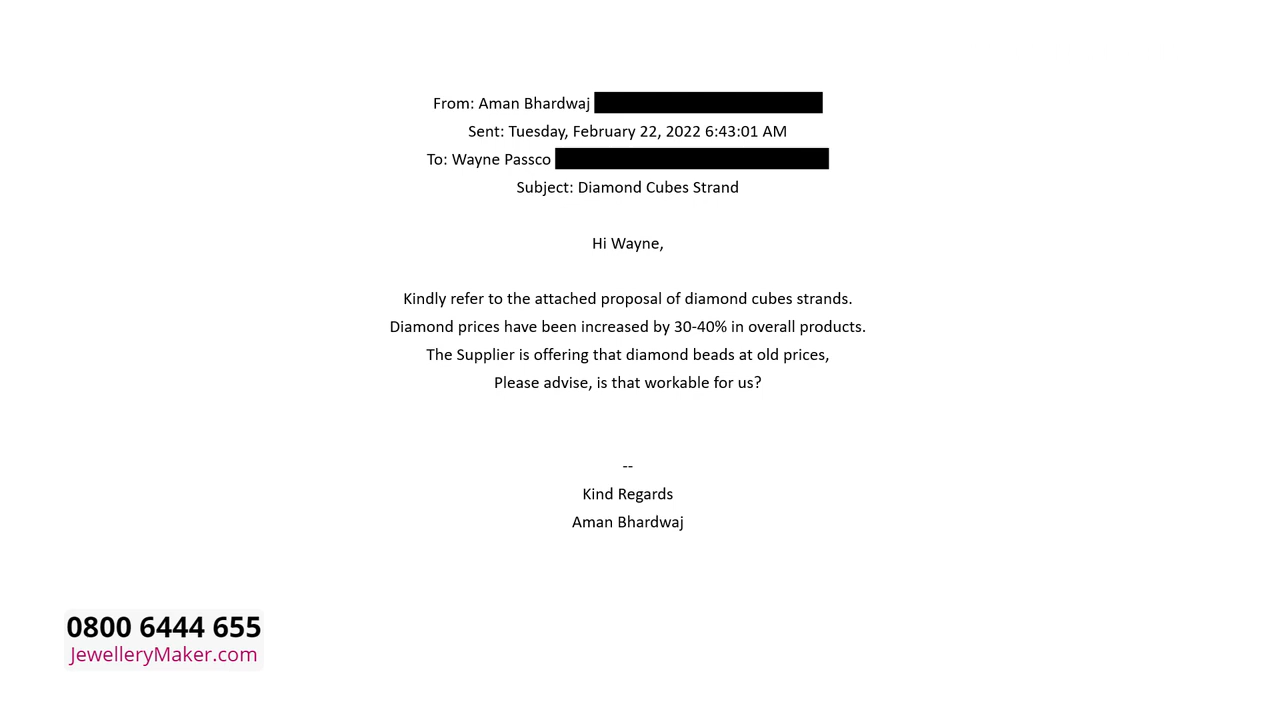 From: Aman Bhardwaj
Sent: Tuesday, February 22, 2022 6:43:01 AM
To: Wayne Passco
Subject: Diamond Cubes Strand
Hi Wayne,
Kindly refer to the attached proposal of diamond cubes strands.
Diamond prices have been increased by 30-40% in overall products.
The Supplier is offering that diamond beads at old prices,
Please advise, is that workable for us?
--
Kind Regards
Aman Bhardwaj
0800 6444 655
JewelleryMaker.com